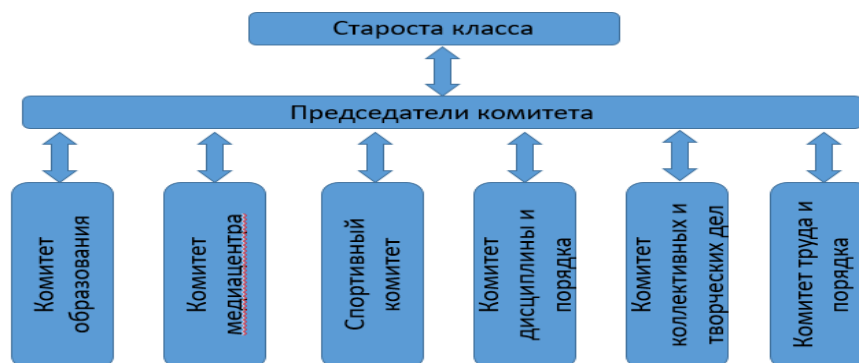 Староста класса
Председатели комитета
Комитет
образования
Комитет
медиацентра
Спортивный
комитет
Комитет
дисциплины и
порядка
Комитет
коллективных и
творческих дел
Комитет труда и
порядка